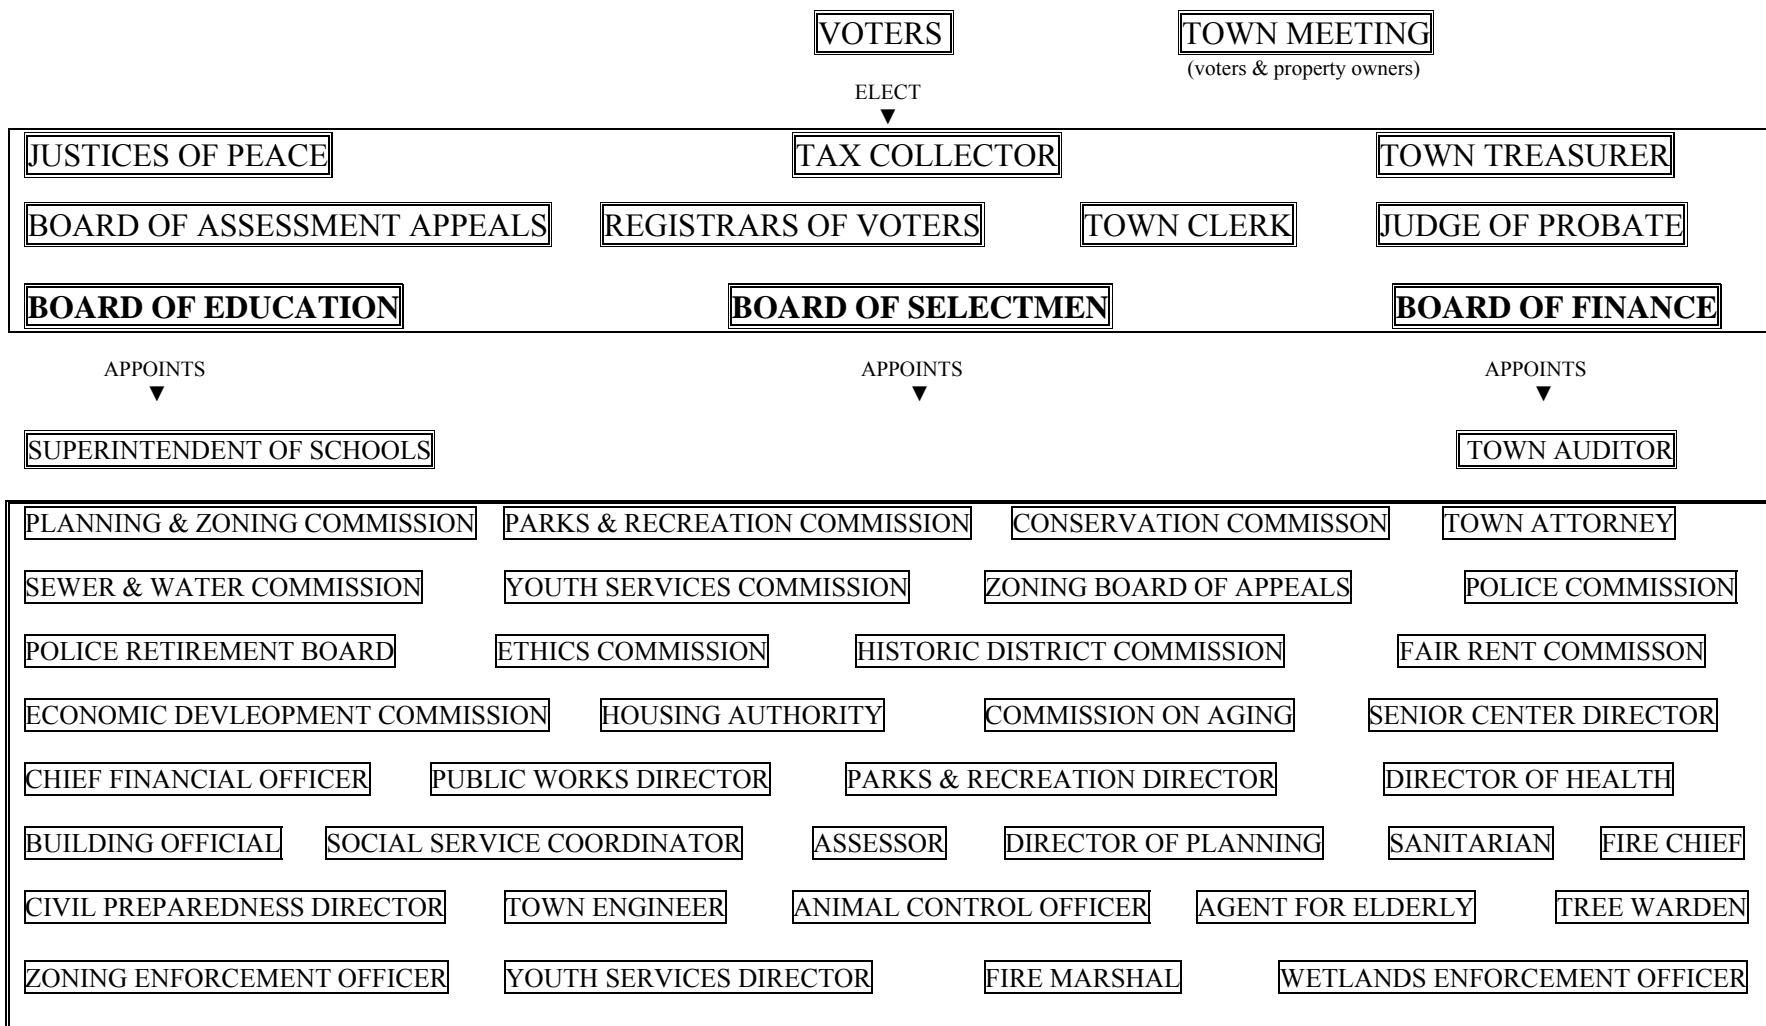 VOTERS TOWN MEETING
(voters & property owners)
ELECT
▼
JUSTICES OF PEACE TAX COLLECTOR TOWN TREASURER
BOARD OF ASSESSMENT APPEALS REGISTRARS OF VOTERS TOWN CLERK JUDGE OF PROBATE
BOARD OF EDUCATION BOARD OF SELECTMEN BOARD OF FINANCE
APPOINTS APPOINTS APPOINTS
▼ ▼ ▼
SUPERINTENDENT OF SCHOOLS TOWN AUDITOR
PLANNING & ZONING COMMISSION PARKS & RECREATION COMMISSION CONSERVATION COMMISSON TOWN ATTORNEY
SEWER & WATER COMMISSION YOUTH SERVICES COMMISSION ZONING BOARD OF APPEALS POLICE COMMISSION
POLICE RETIREMENT BOARD ETHICS COMMISSION HISTORIC DISTRICT COMMISSION FAIR RENT COMMISSON
ECONOMIC DEVLEOPMENT COMMISSION HOUSING AUTHORITY COMMISSION ON AGING SENIOR CENTER DIRECTOR
CHIEF FINANCIAL OFFICER PUBLIC WORKS DIRECTOR PARKS & RECREATION DIRECTOR DIRECTOR OF HEALTH
BUILDING OFFICIAL SOCIAL SERVICE COORDINATOR ASSESSOR DIRECTOR OF PLANNING SANITARIAN FIRE CHIEF
CIVIL PREPAREDNESS DIRECTOR TOWN ENGINEER ANIMAL CONTROL OFFICER AGENT FOR ELDERLY TREE WARDEN
ZONING ENFORCEMENT OFFICER YOUTH SERVICES DIRECTOR FIRE MARSHAL WETLANDS ENFORCEMENT OFFICER